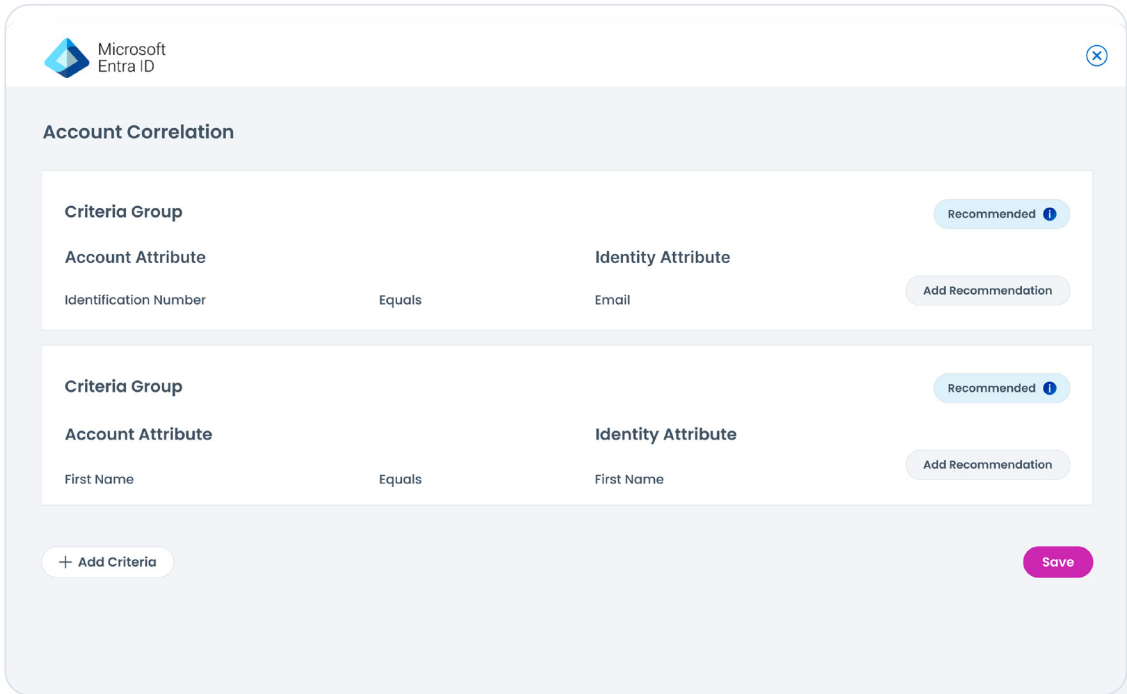 Microsoft
Entra ID
Account Correlation
Criteria Group
Recommended
Account Attribute
Identity Attribute
Identification Number
Equals
Email
Add Recommendation
Criteria Group
Recommended
Account Attribute
Identity Attribute
First Name
Equals
First Name
Add Recommendation
+ Add Criteria
Save